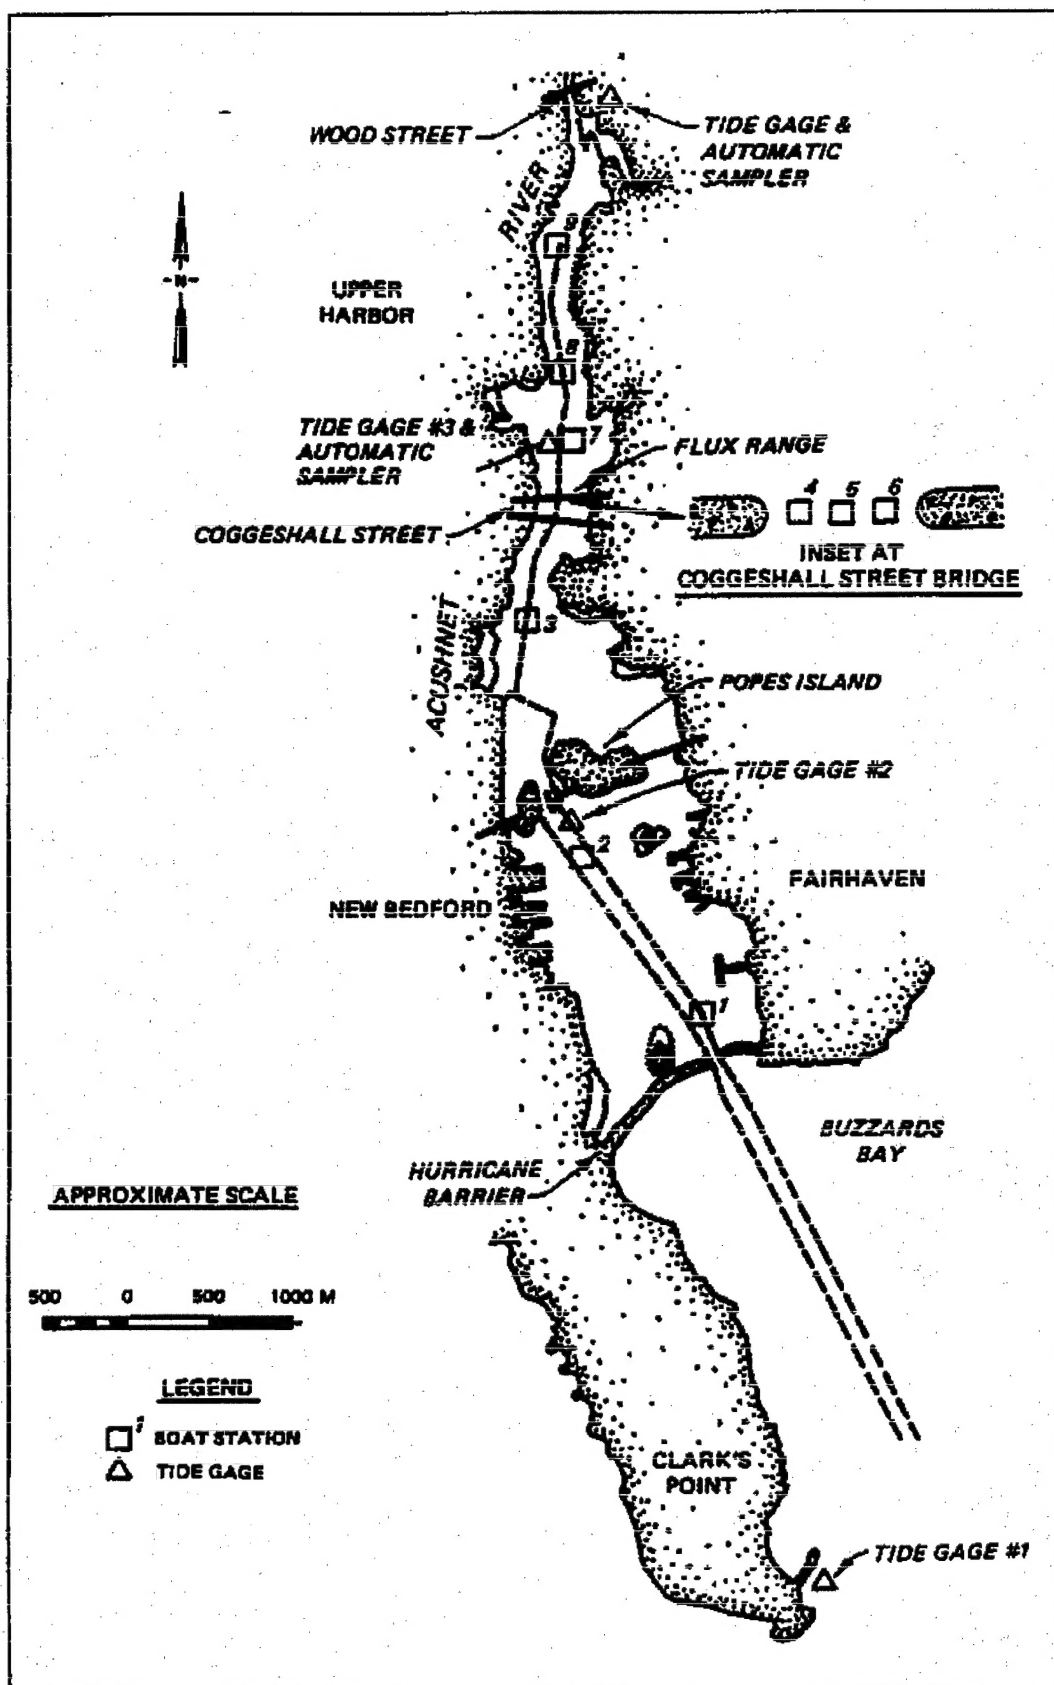 WOOD STREET
TIDE GAGE &
AUTOMATIC
SAMPLER
RIVER
9
-N-
UPPER
HARBOR
8
TIDE GAGE #3 &
AUTOMATIC
SAMPLER
7
FLUX RANGE
4 5 6
COGGESHALL STREET
INSET AT
COGGESHALL STREET BRIDGE
3
ACUSHNET
POPES ISLAND
TIDE GAGE #2
2
FAIRHAVEN
NEW BEDFORD
1
BUZZARDS
BAY
HURRICANE
BARRIER
APPROXIMATE SCALE
500 0 500 1000 M
LEGEND
BOAT STATION
TIDE GAGE
CLARK'S
POINT
TIDE GAGE #1